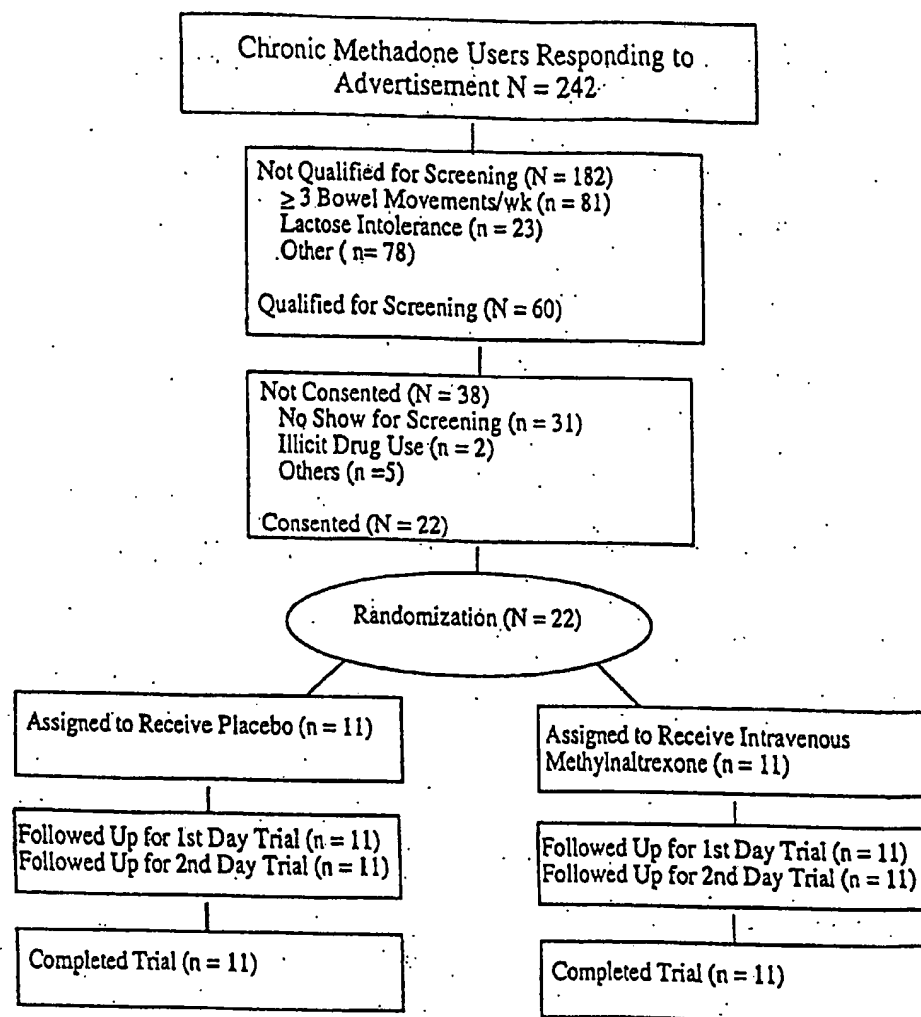 Chronic Methadone Users Responding to
Advertisement N = 242
Not Qualified for Screening (N = 182)
≥ 3 Bowel Movements/wk (n = 81)
Lactose Intolerance (n = 23)
Other ( n= 78)
Qualified for Screening (N = 60)
Not Consented (N = 38)
No Show for Screening (n = 31)
Illicit Drug Use (n = 2)
Others (n =5)
Consented (N = 22)
Randomization (N = 22)
Assigned to Receive Placebo (n = 11)
Followed Up for 1st Day Trial (n = 11)
Followed Up for 2nd Day Trial (n = 11)
Completed Trial (n = 11)
Assigned to Receive Intravenous
Methylnaltrexone (n = 11)
Followed Up for 1st Day Trial (n = 11)
Followed Up for 2nd Day Trial (n = 11)
Completed Trial (n = 11)